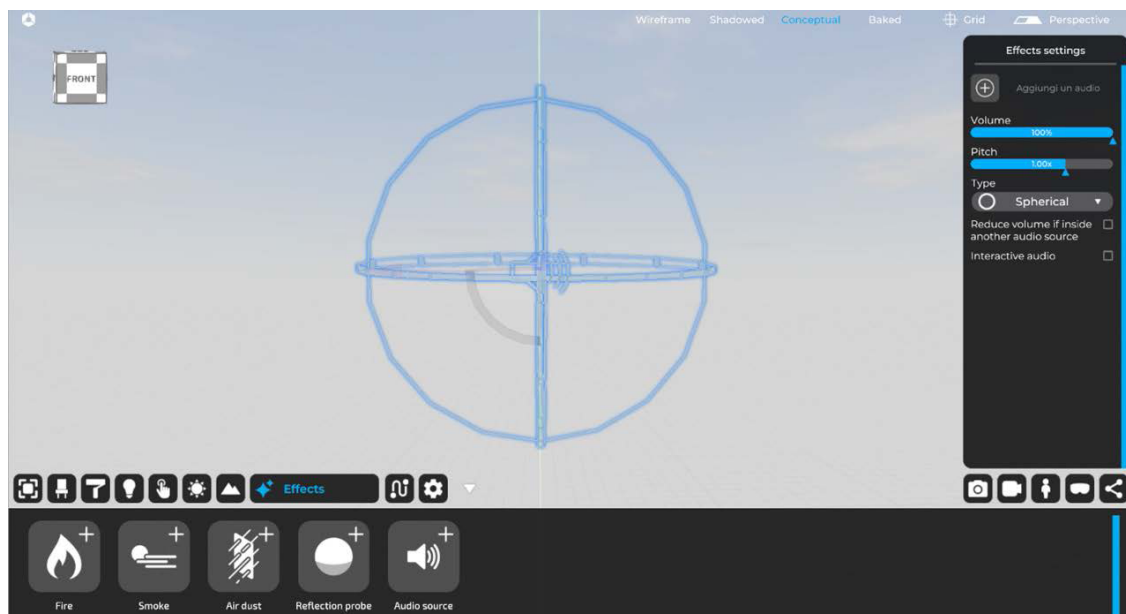 Wireframe Shadowed Conceptual Baked Grid Perspective
FRONT
Effects settings
Aggiungi un audio
Volume
100%
Pitch
1.00x
Type
Spherical
Reduce volume if inside
another audio source
Interactive audio
Effects
Fire Smoke Air dust Reflection probe Audio source